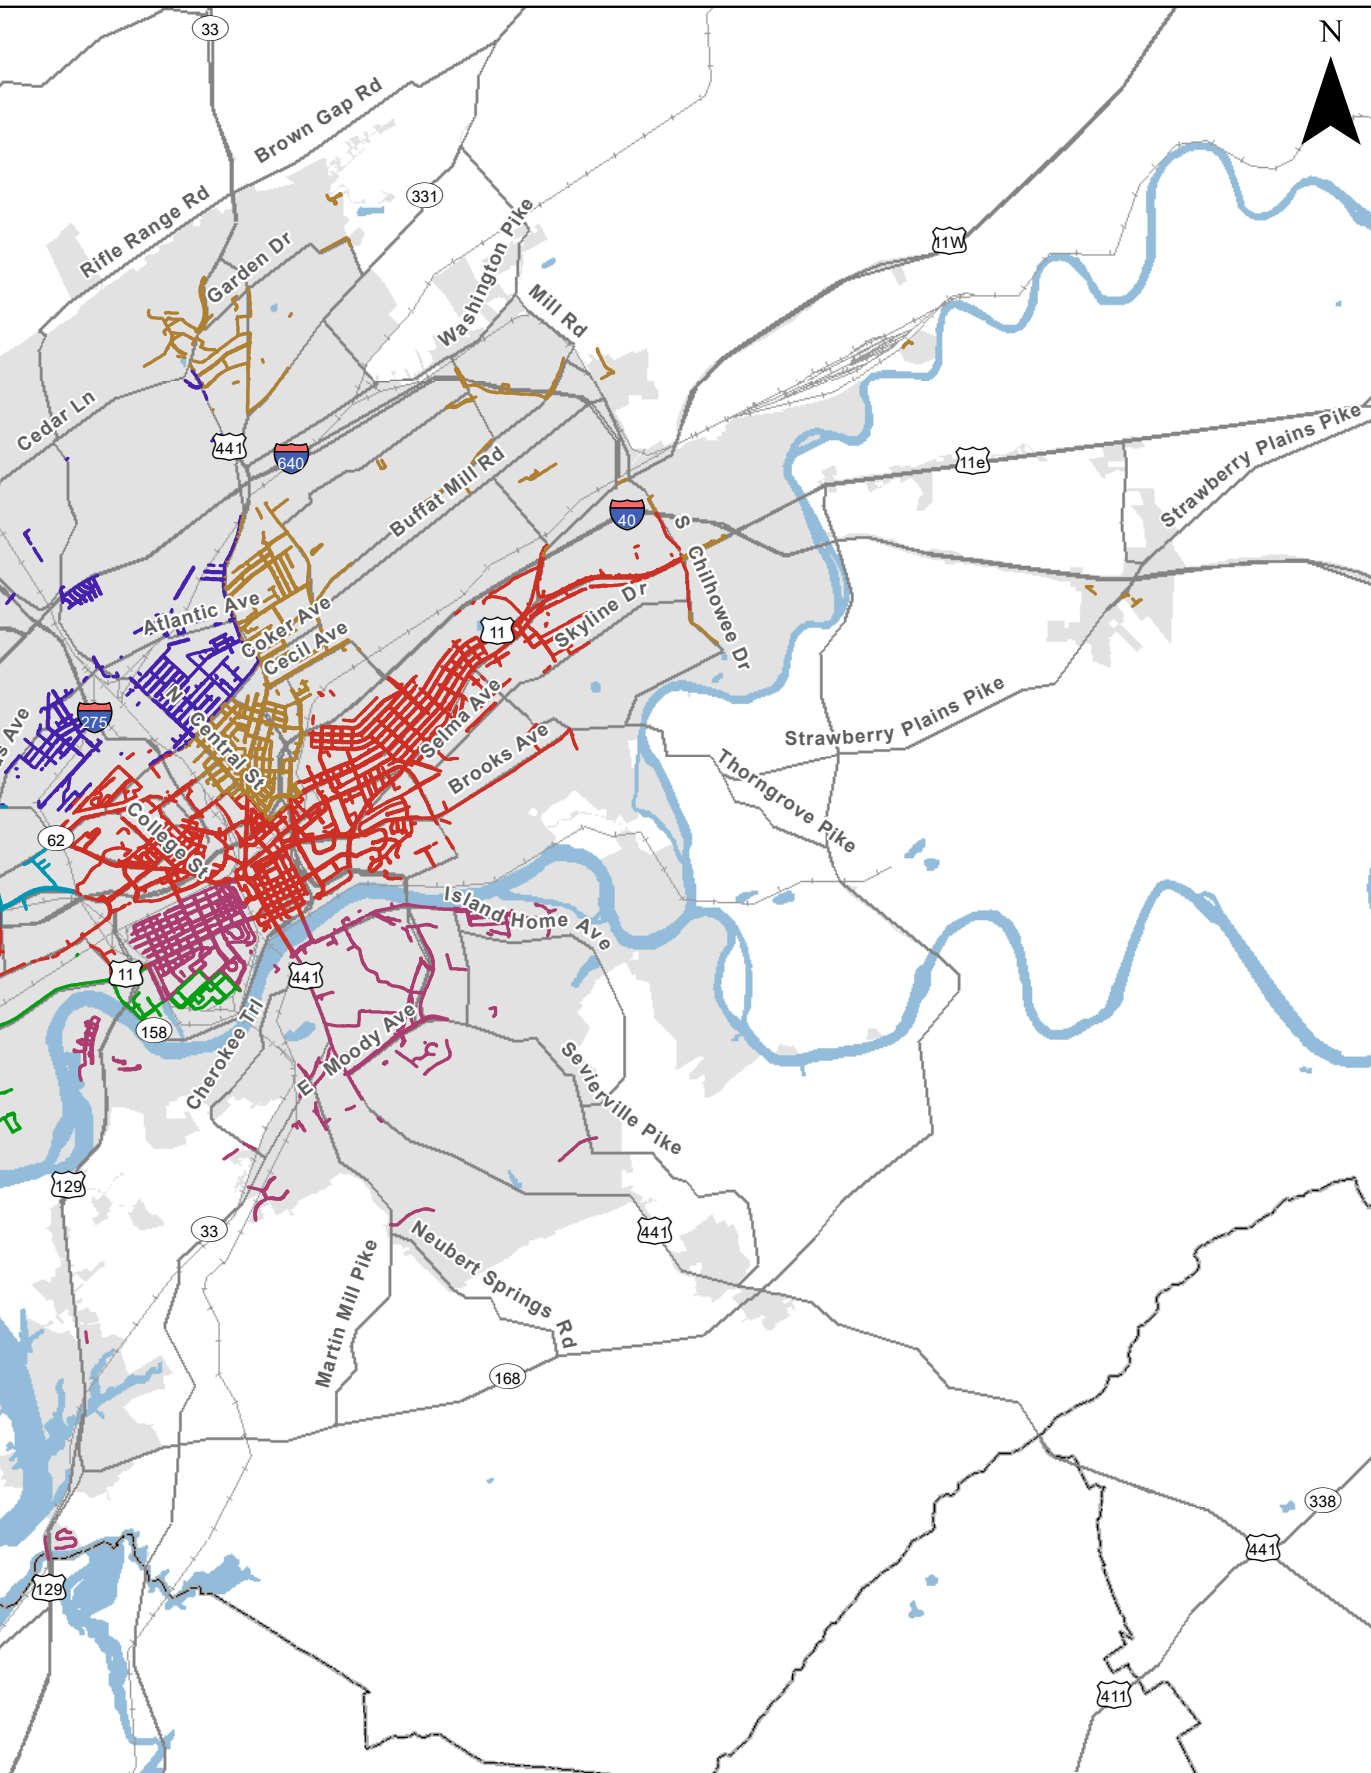 N
33
Brown Gap Rd
331
Rifle Range Rd
Washington Pike
11W
Garden Dr
Mill Rd
Cedar Ln
441
640
Buffat Mill Rd
11e
Strawberry Plains Pike
40
S Chilhowee Dr
Atlantic Ave
Coker Ave
Cecil Ave
11
Skyline Dr
N Central St
275
s Ave
Selma Ave
Brooks Ave
Strawberry Plains Pike
Thorngrove Pike
62
College St
Island Home Ave
11
441
158
Cherokee Trl
E Moody Ave
Sevierville Pike
129
33
441
Neubert Springs Rd
Martin Mill Pike
168
338
441
129
411